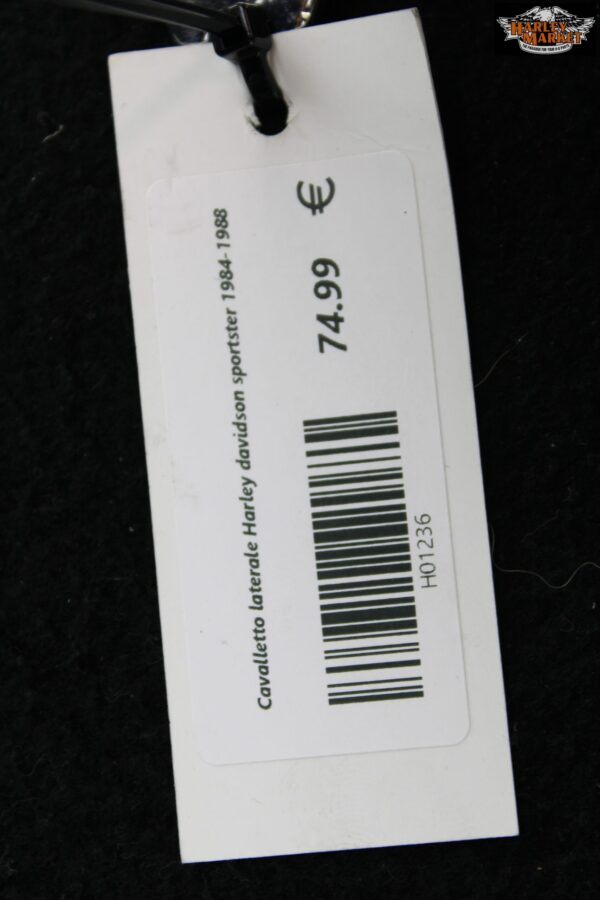 HARLEY
MARKET
Cavalletto laterale Harley davidson sportster 1984-1988
74.99 €
H01236